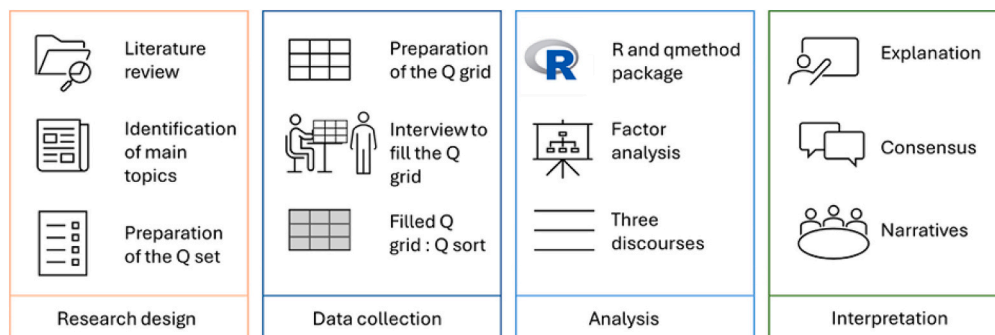 Literature
review
Identification
of main
topics
Preparation
of the Q set
Research design
Preparation
of the Q grid
Interview to
fill the Q
grid
Filled Q
grid : Q sort
Data collection
R
R and qmethod
package
Factor
analysis
Three
discourses
Analysis
Explanation
Consensus
Narratives
Interpretation